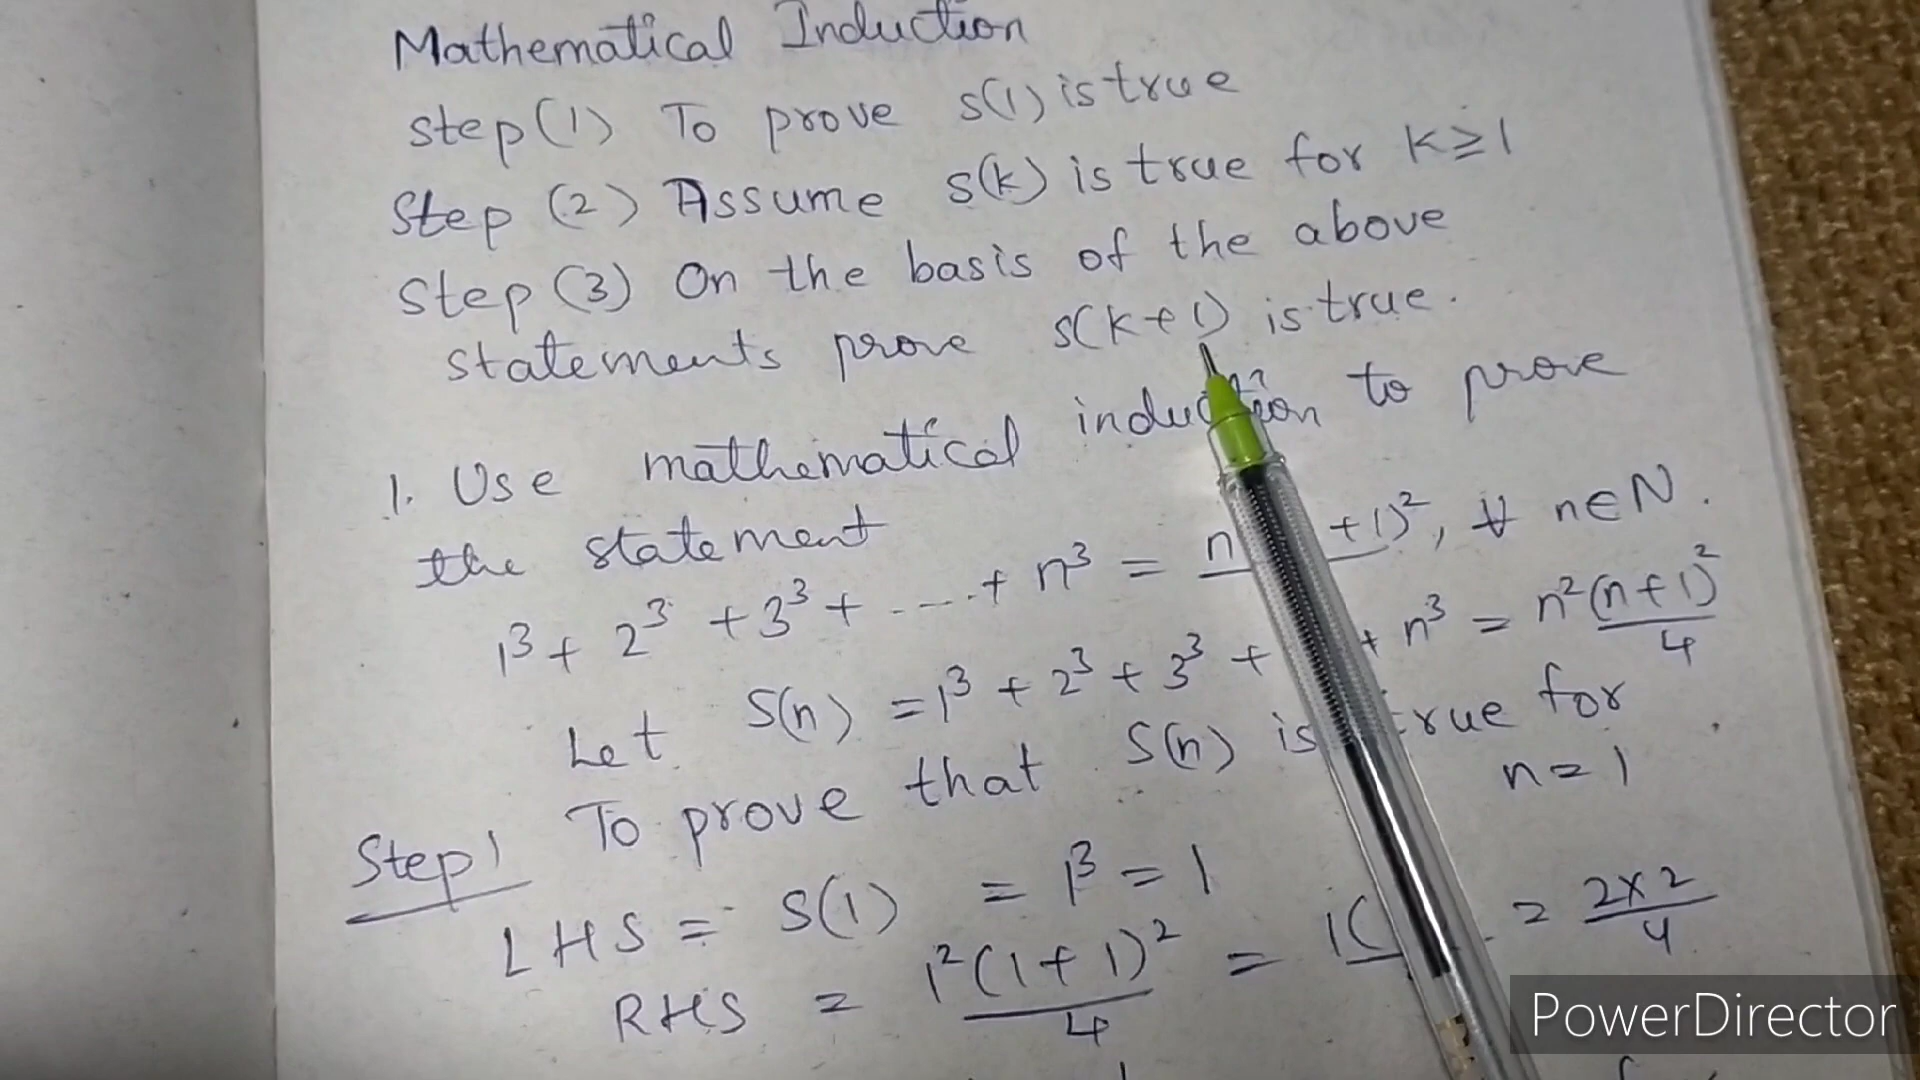 Mathematical Induction
Step (1) To prove S(1) is true
Step (2) Assume S(k) is true for k ≥ 1
Step (3) On the basis of the above
statements prove S(k+1) is true.
1. Use mathematical induction to prove
the statement
1³ + 2³ + 3³ + ----- + n³ = n +1)², ∀ n∈N.
Let S(n) = 1³ + 2³ + 3³ + + n³ = n²(n+1)²/4
To prove that S(n) is true for
n = 1
Step 1
LHS = S(1) = 1³ = 1
RHS = 1²(1+1)²/4 = 1( = 2×2/4
PowerDirector